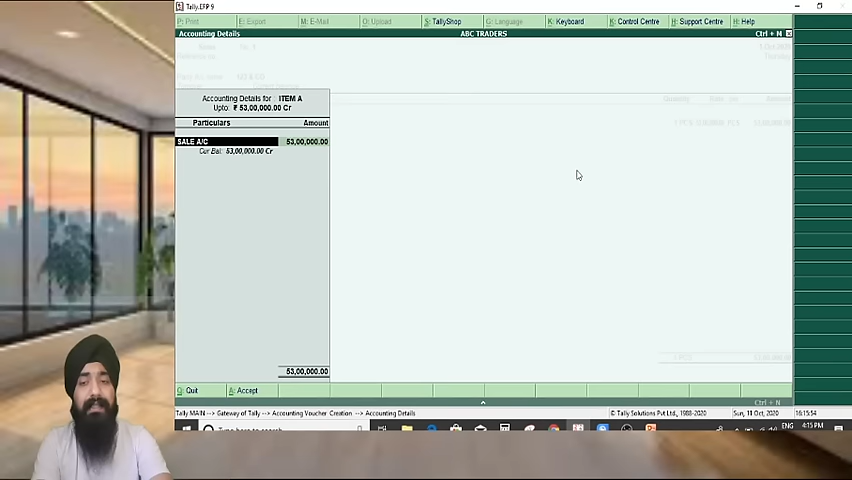 Tally.ERP 9
P: Print E: Export M: E-Mail O: Upload S: TallyShop G: Language K: Keyboard K: Control Centre H: Support Centre H: Help
Accounting Details ABC TRADERS Ctrl + N
Accounting Details for : ITEM A
Upto: ₹ 53,00,000.00 Cr
Particulars Amount
SALE A/C 53,00,000.00
Cur Bal: 53,00,000.00 Cr
53,00,000.00
Q: Quit A: Accept
Ctrl + N
Tally MAIN --> Gateway of Tally --> Accounting Voucher Creation --> Accounting Details © Tally Solutions Pvt Ltd., 1988-2020 Sun, 11 Oct, 2020 16:15:54
ENG 4:15 PM